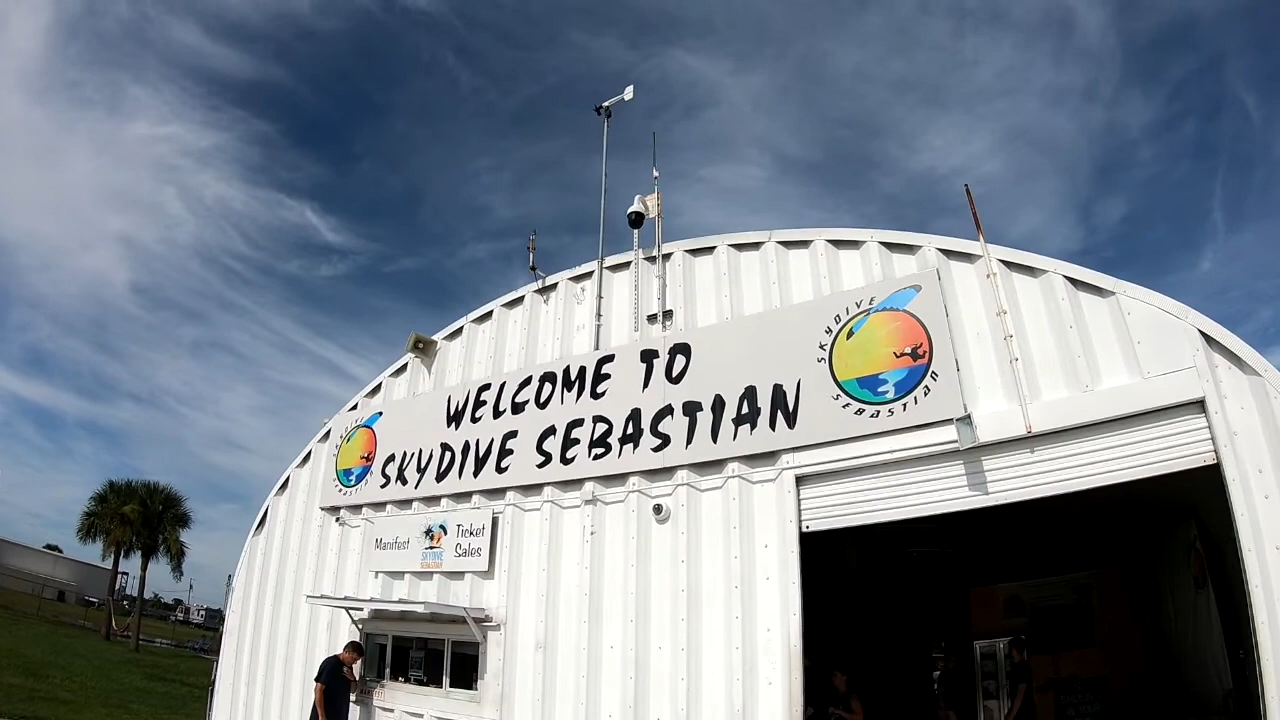 WELCOME TO
SKYDIVE SEBASTIAN
SKYDIVE
SEBASTIAN
SKYDIVE
SEBASTIAN
Manifest
SKYDIVE
SEBASTIAN
Ticket
Sales